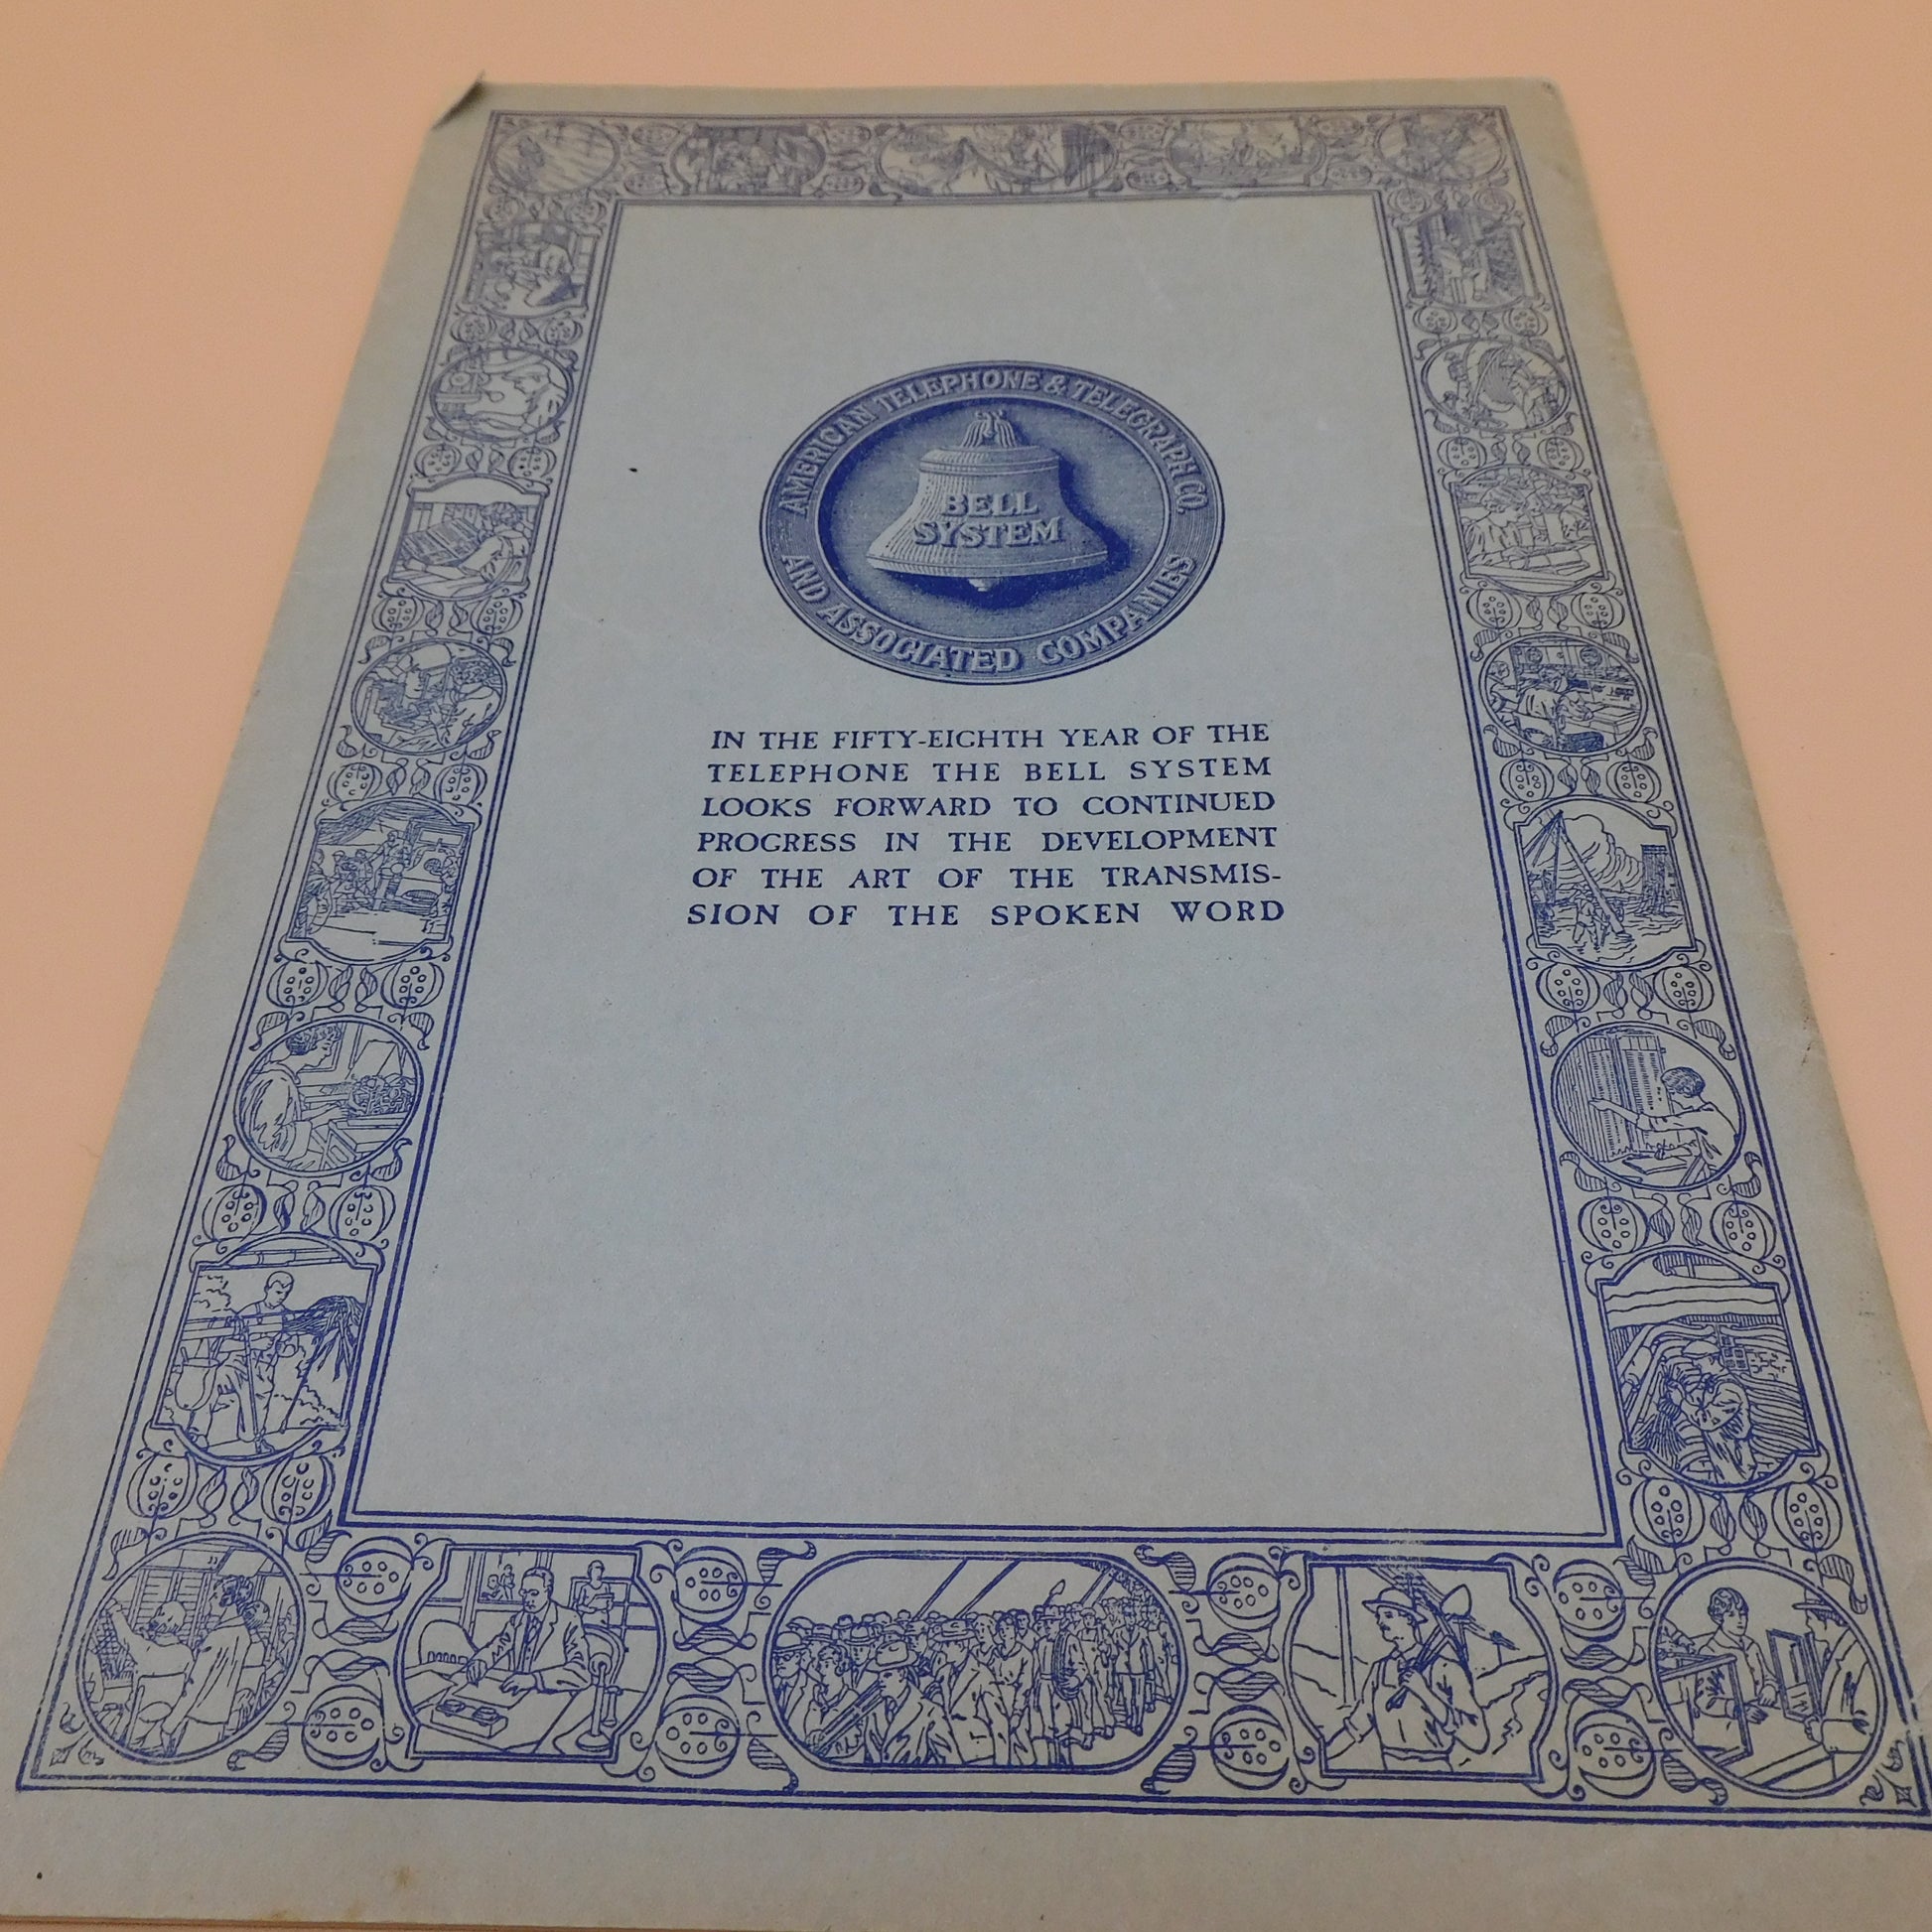 AMERICAN TELEPHONE & TELEGRAPH CO.
BELL
SYSTEM
AND ASSOCIATED COMPANIES
IN THE FIFTY-EIGHTH YEAR OF THE
TELEPHONE THE BELL SYSTEM
LOOKS FORWARD TO CONTINUED
PROGRESS IN THE DEVELOPMENT
OF THE ART OF THE TRANSMIS-
SION OF THE SPOKEN WORD